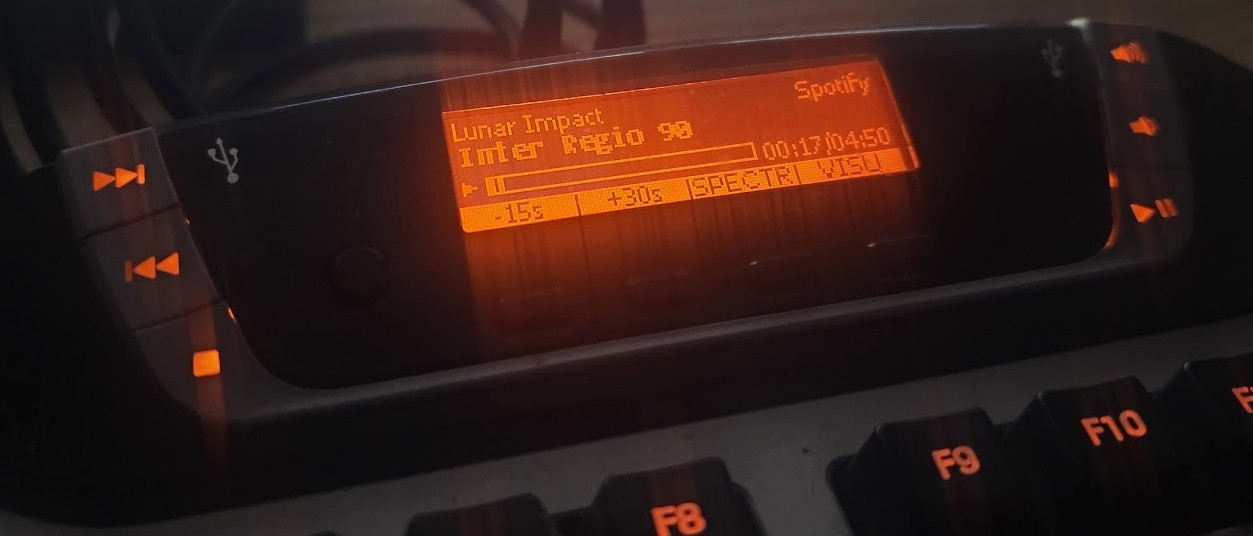 Spotify
Lunar Impact
Inter Regio 90
00:17/04:50
-15s +30s SPECTR VISU
F8 F9 F10